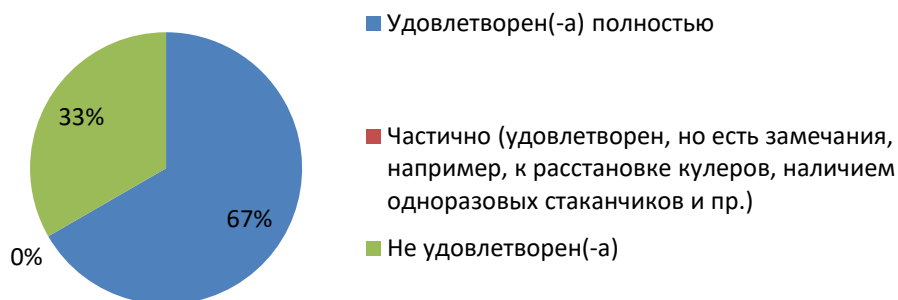 Удовлетворен(-а) полностью
33%
Частично (удовлетворен, но есть замечания,
например, к расстановке кулеров, наличием
одноразовых стаканчиков и пр.)
67%
0%
Не удовлетворен(-а)